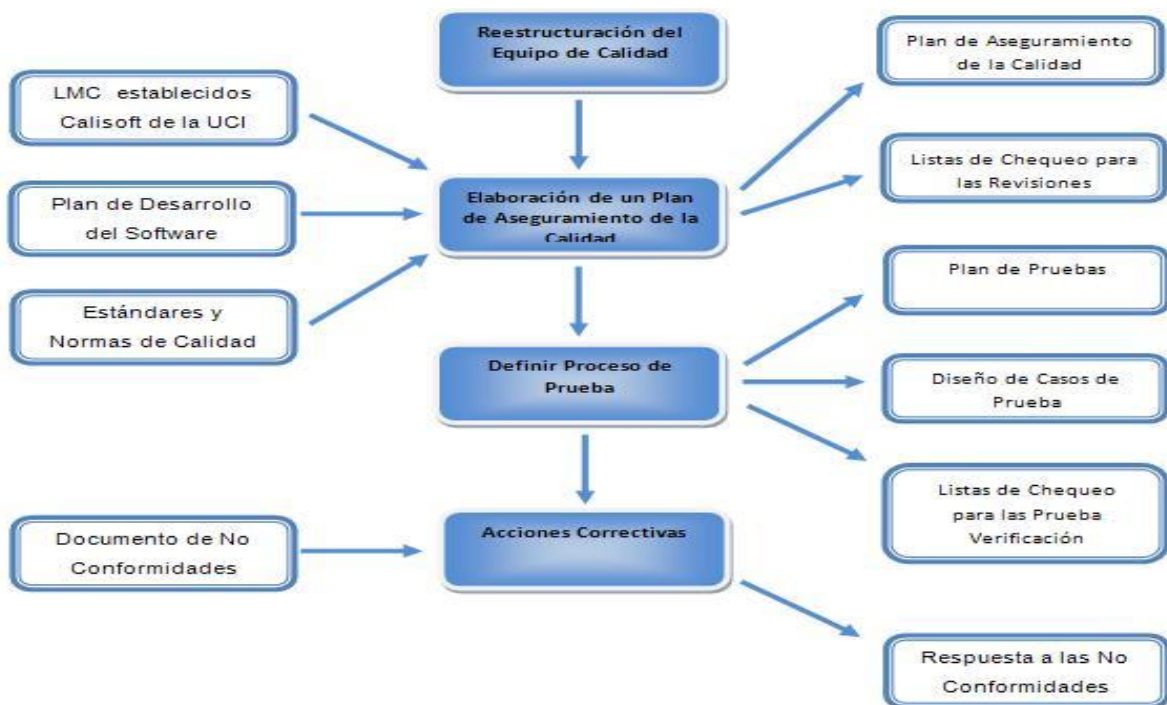 Reestructuración del
Equipo de Calidad
Plan de Aseguramiento
de la Calidad
LMC establecidos
Calisoft de la UCI
Listas de Chequeo para
las Revisiones
Elaboración de un Plan
de Aseguramiento de la
Calidad
Plan de Desarrollo
del Software
Plan de Pruebas
Estándares y
Normas de Calidad
Definir Proceso de
Prueba
Diseño de Casos de
Prueba
Listas de Chequeo
para las Prueba
Verificación
Acciones Correctivas
Documento de No
Conformidades
Respuesta a las No
Conformidades